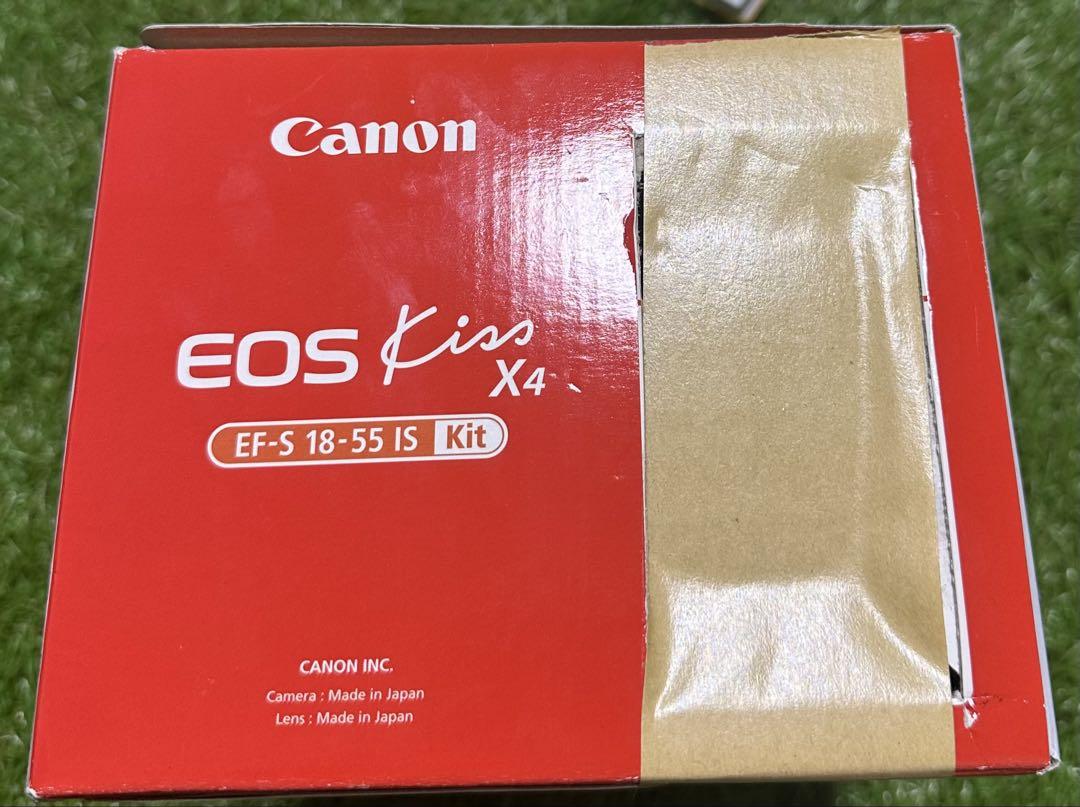 Canon
EOS Kiss
X4
EF-S 18-55 IS Kit
CANON INC.
Camera : Made in Japan
Lens : Made in Japan